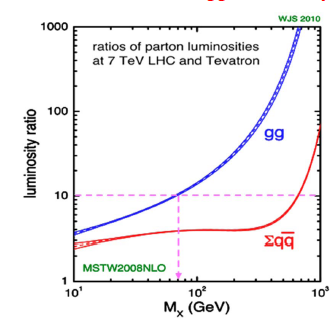 WJS 2010
ratios of parton luminosities
at 7 TeV LHC and Tevatron
1000
gg
100
luminosity ratio
10
Σqq̅
MSTW2008NLO
1
10¹ 10² 10³
Mₓ (GeV)